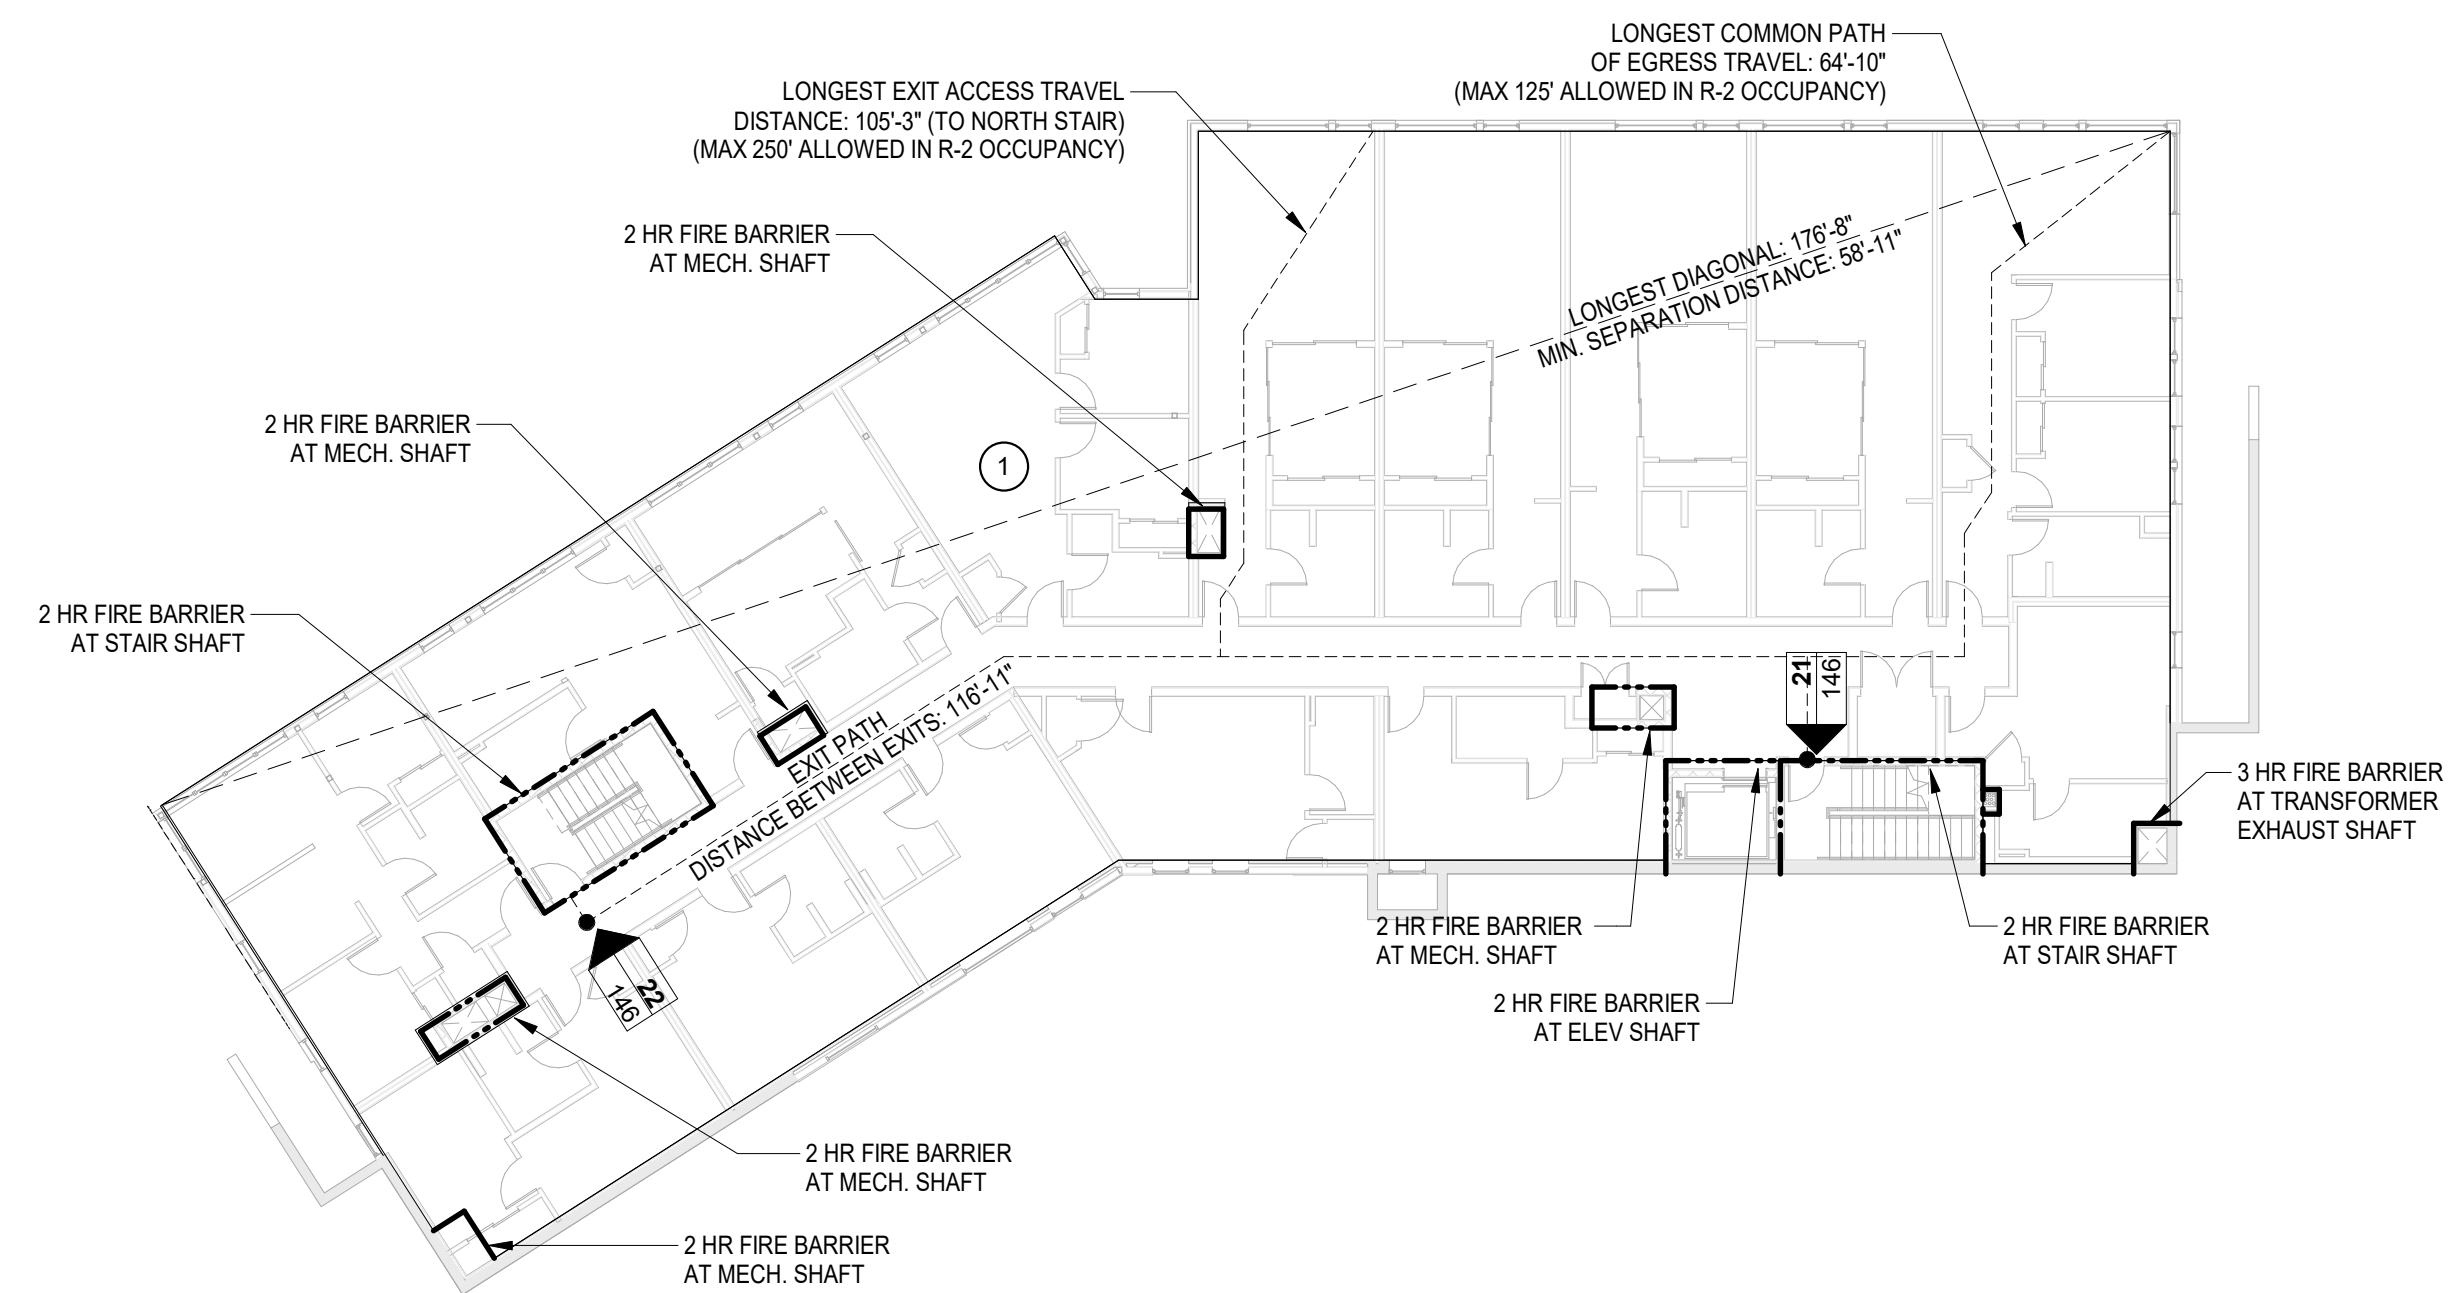 LONGEST COMMON PATH
OF EGRESS TRAVEL: 64'-10"
(MAX 125' ALLOWED IN R-2 OCCUPANCY)
LONGEST EXIT ACCESS TRAVEL
DISTANCE: 105'-3" (TO NORTH STAIR)
(MAX 250' ALLOWED IN R-2 OCCUPANCY)
2 HR FIRE BARRIER
AT MECH. SHAFT
LONGEST DIAGONAL: 176'-8"
MIN. SEPARATION DISTANCE: 58'-11"
2 HR FIRE BARRIER
AT MECH. SHAFT
1
2 HR FIRE BARRIER
AT STAIR SHAFT
21
146
EXIT PATH
DISTANCE BETWEEN EXITS: 116'-11"
3 HR FIRE BARRIER
AT TRANSFORMER
EXHAUST SHAFT
2 HR FIRE BARRIER
AT MECH. SHAFT
2 HR FIRE BARRIER
AT STAIR SHAFT
22
146
2 HR FIRE BARRIER
AT ELEV SHAFT
2 HR FIRE BARRIER
AT MECH. SHAFT
2 HR FIRE BARRIER
AT MECH. SHAFT